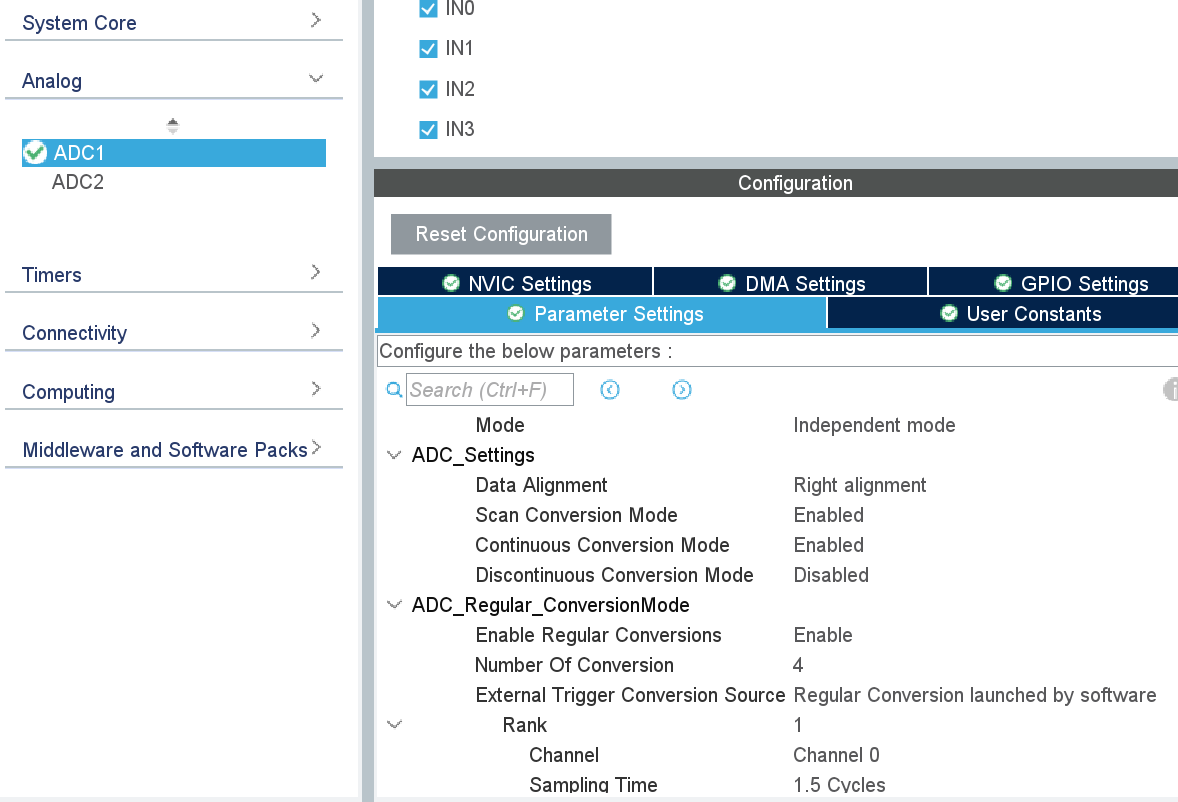 System Core
Analog
ADC1
ADC2
Timers
Connectivity
Computing
Middleware and Software Packs
IN0
IN1
IN2
IN3
Configuration
Reset Configuration
NVIC Settings DMA Settings GPIO Settings
Parameter Settings User Constants
Configure the below parameters :
Search (Ctrl+F)
Mode Independent mode
ADC_Settings
Data Alignment Right alignment
Scan Conversion Mode Enabled
Continuous Conversion Mode Enabled
Discontinuous Conversion Mode Disabled
ADC_Regular_ConversionMode
Enable Regular Conversions Enable
Number Of Conversion 4
External Trigger Conversion Source Regular Conversion launched by software
Rank 1
Channel Channel 0
Sampling Time 1.5 Cycles